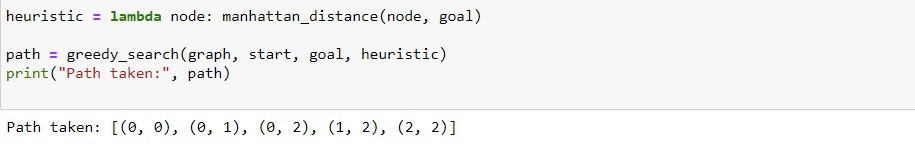 heuristic = lambda node: manhattan_distance(node, goal)
path = greedy_search(graph, start, goal, heuristic)
print("Path taken:", path)
Path taken: [(0, 0), (0, 1), (0, 2), (1, 2), (2, 2)]